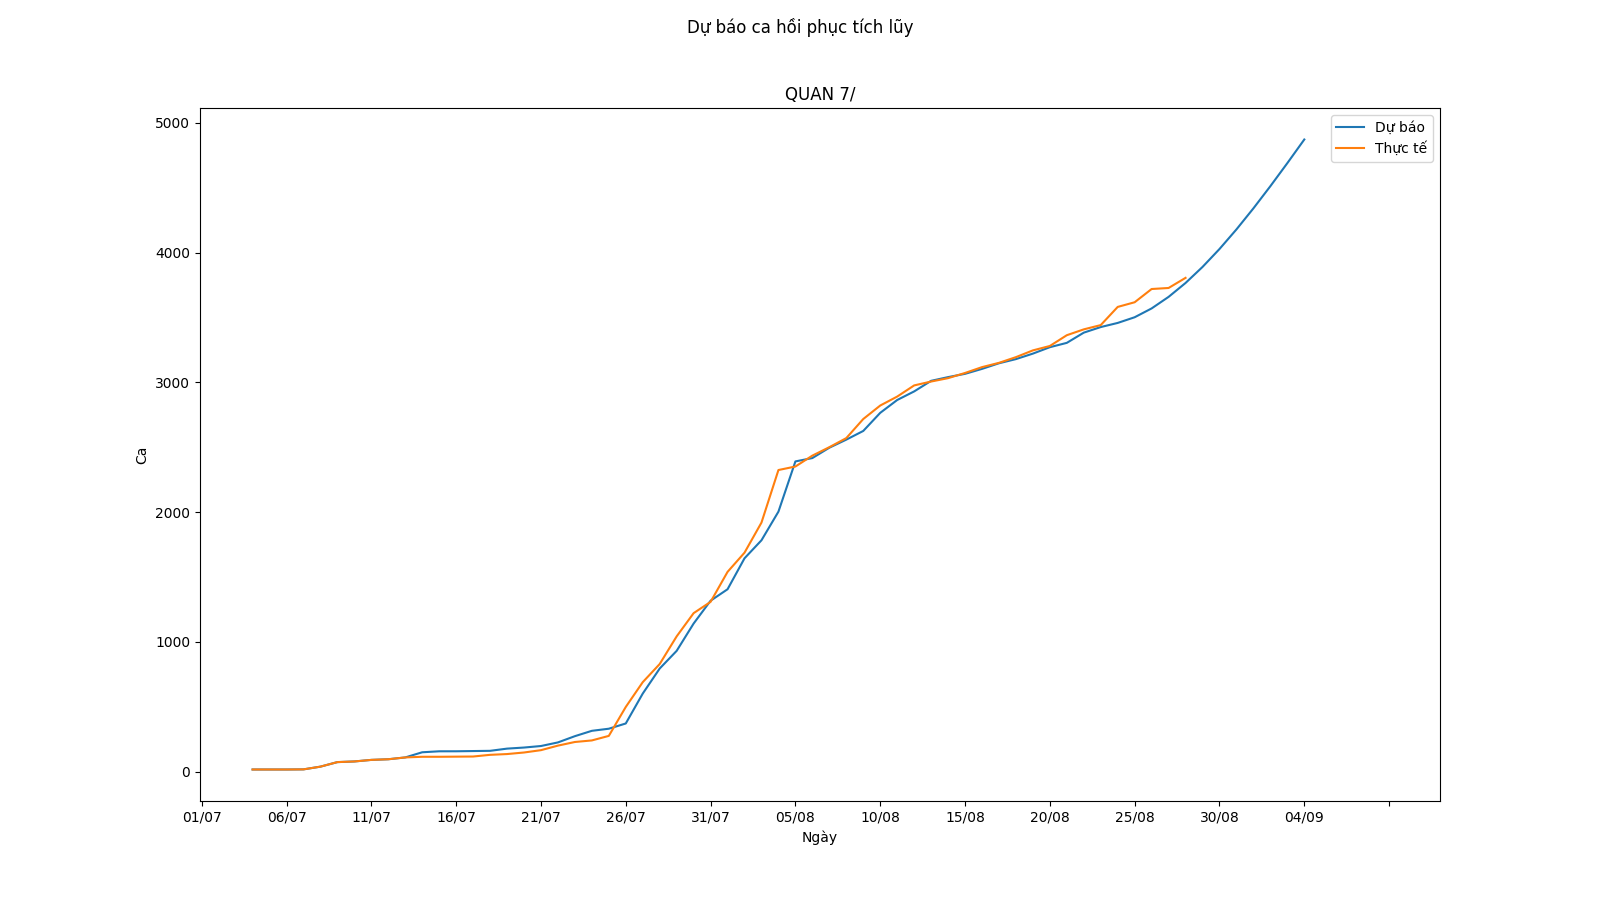 Dự báo ca hồi phục tích lũy
QUAN 7/
Dự báo
Thực tế
5000
4000
3000
2000
1000
0
Ca
01/07 06/07 11/07 16/07 21/07 26/07 31/07 05/08 10/08 15/08 20/08 25/08 30/08 04/09
Ngày